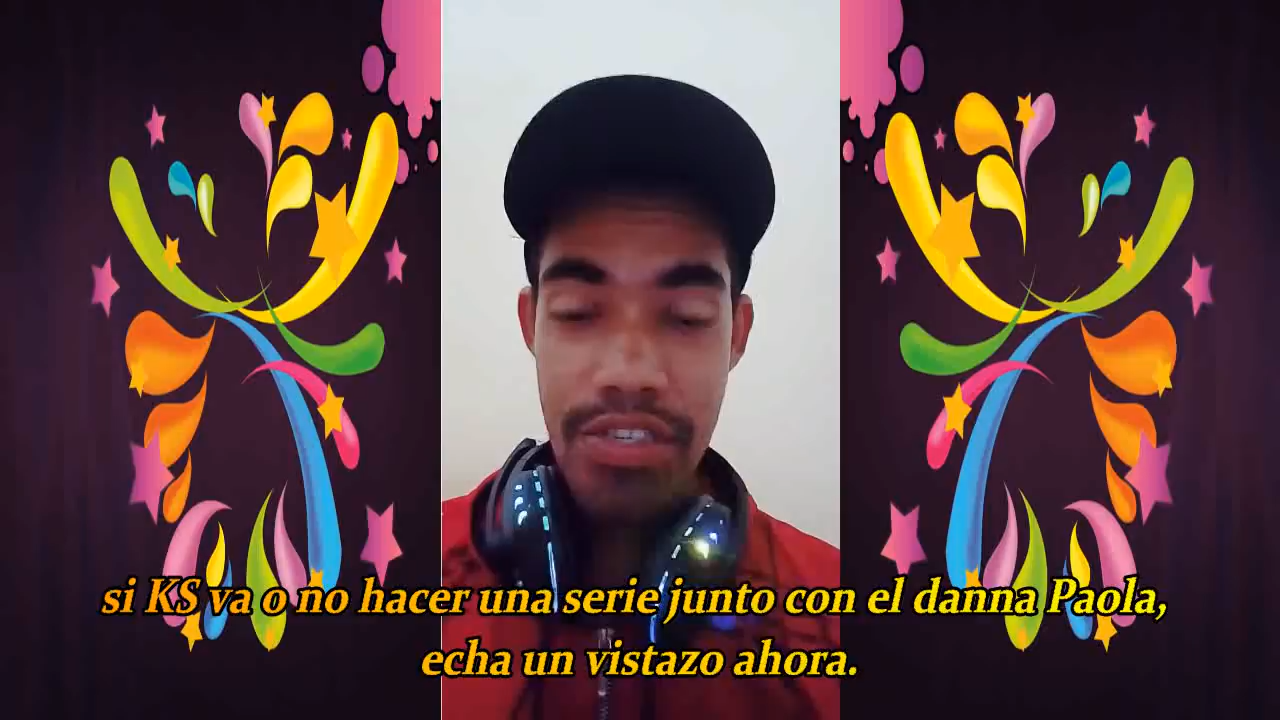 si KS va o no hacer una serie junto con el danna Paola,
echa un vistazo ahora.